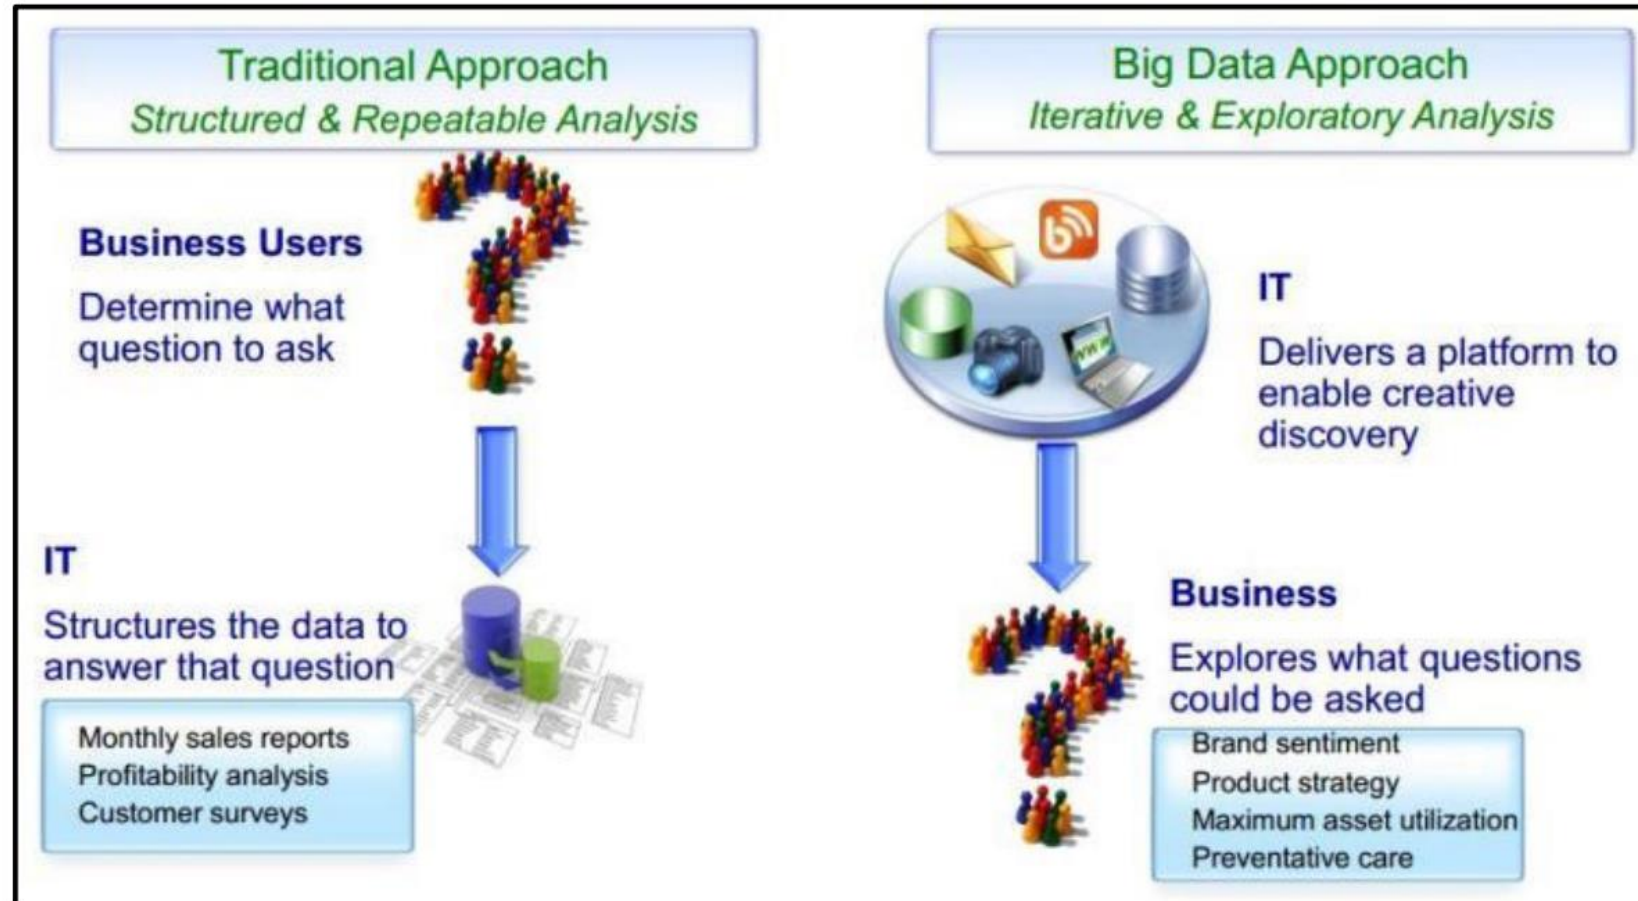 Traditional Approach
Structured & Repeatable Analysis
Business Users
Determine what
question to ask
IT
Structures the data to
answer that question
Monthly sales reports
Profitability analysis
Customer surveys
Big Data Approach
Iterative & Exploratory Analysis
IT
Delivers a platform to
enable creative
discovery
Business
Explores what questions
could be asked
Brand sentiment
Product strategy
Maximum asset utilization
Preventative care